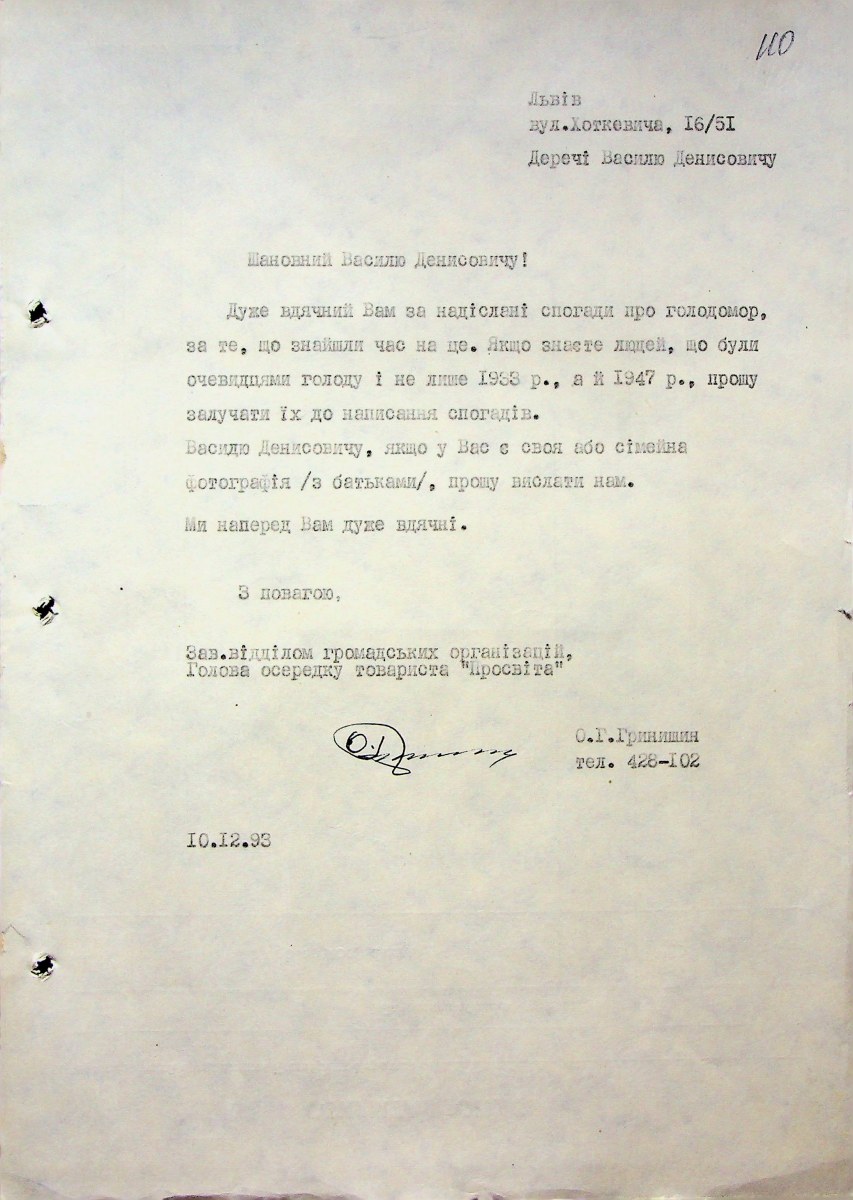 110
Львів
вул.Хоткевича, 16/51
Деречі Василю Денисовичу
Шановний Василю Денисовичу!
Дуже вдячний Вам за надіслані спогади про голодомор,
за те, що знайшли час на це. Якщо знаєте людей, що були
очевидцями голоду і не лише 1933 р., а й 1947 р., прошу
залучати їх до написання спогадів.
Василю Денисовичу, якщо у Вас є своя або сімейна
фотографія /з батьками/, прошу вислати нам.
Ми наперед Вам дуже вдячні.
З повагою,
Зав.відділом громадських організацій,
Голова осередку товариста "Просвіта"
О.Г.Гринишин
тел. 428-102
10.12.93